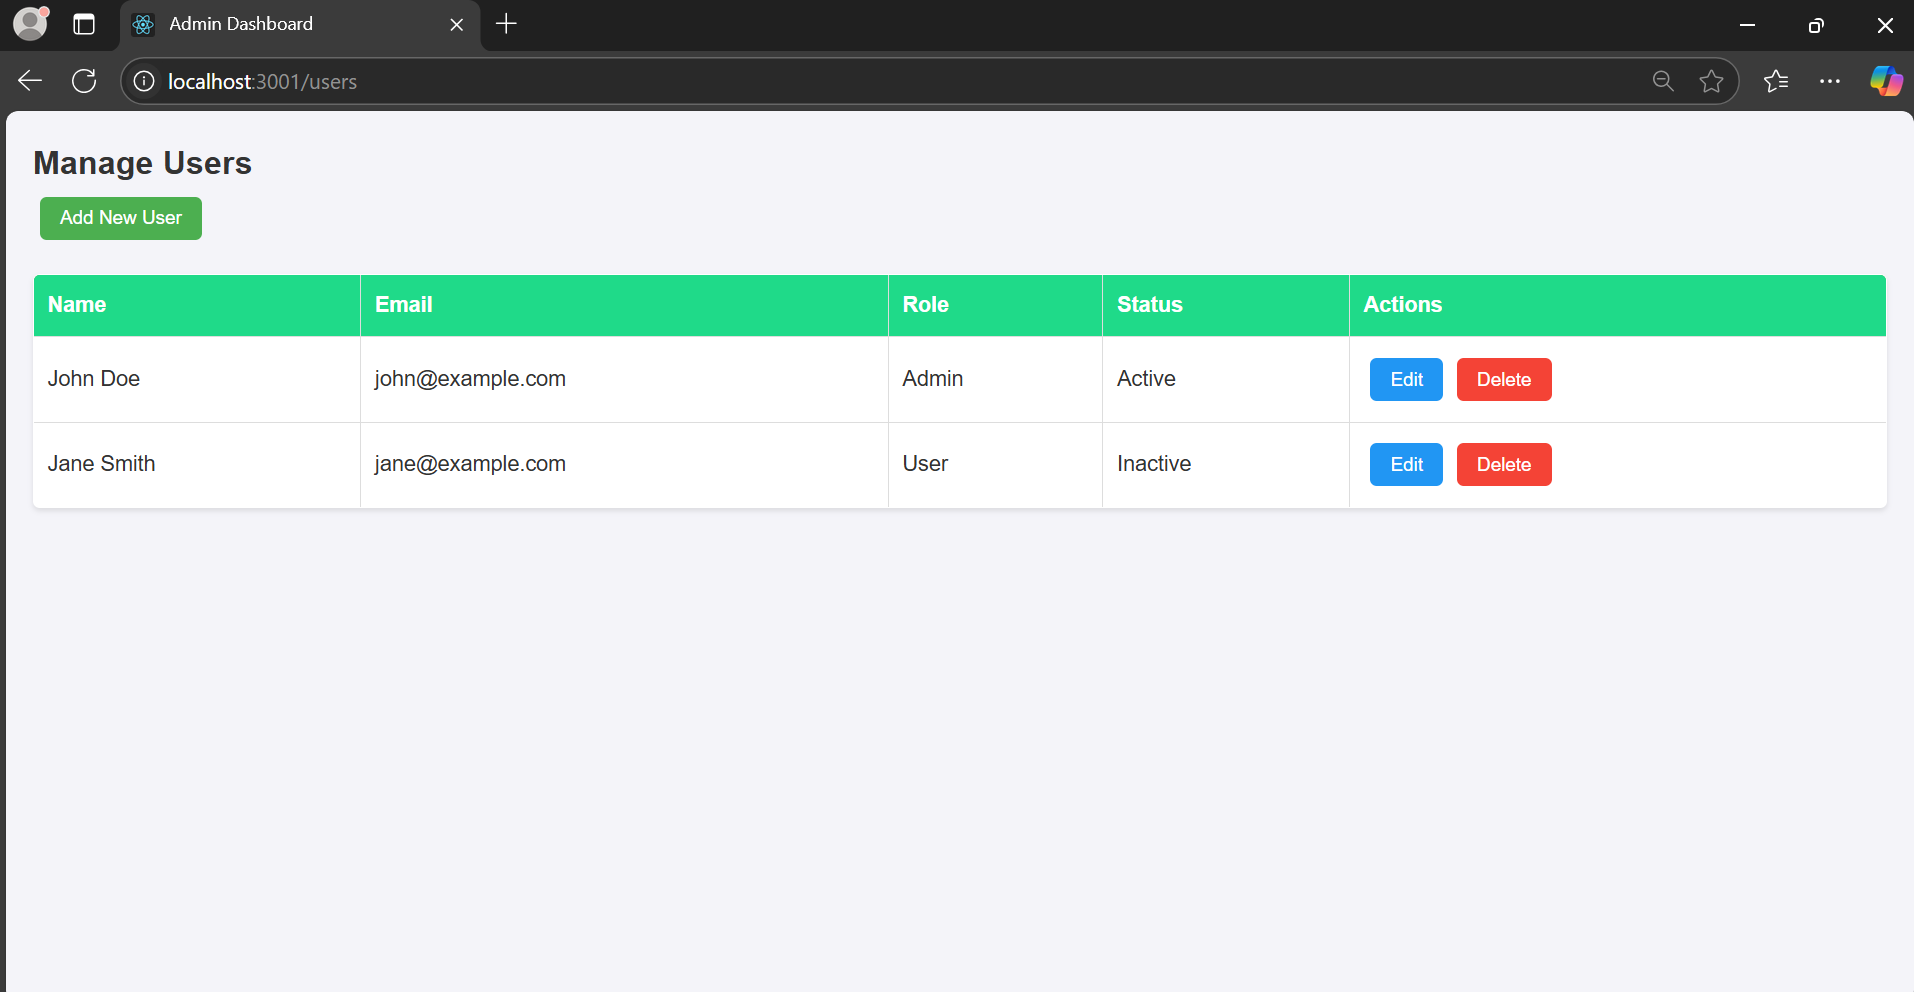 Admin Dashboard
localhost:3001/users
Manage Users
Add New User
Name Email Role Status Actions
John Doe john@example.com Admin Active Edit Delete
Jane Smith jane@example.com User Inactive Edit Delete